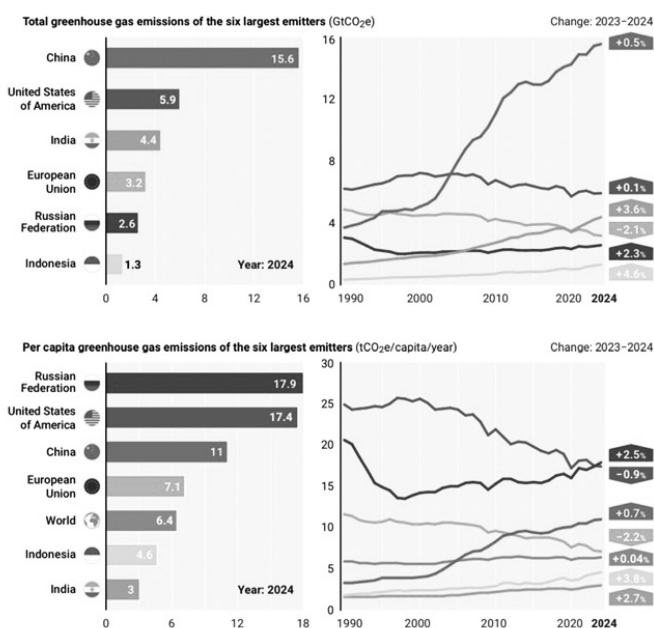 Total greenhouse gas emissions of the six largest emitters (GtCO₂e)
Change: 2023–2024
China
15.6
United States
of America
5.9
India
4.4
European
Union
3.2
Russian
Federation
2.6
Indonesia
1.3
Year: 2024
0 4 8 12 16
16
12
8
4
0
1990 2000 2010 2020 2024
+0.5%
+0.1%
+3.6%
−2.1%
+2.3%
+4.6%
Per capita greenhouse gas emissions of the six largest emitters (tCO₂e/capita/year)
Change: 2023–2024
Russian
Federation
17.9
United States
of America
17.4
China
11
European
Union
7.1
World
6.4
Indonesia
4.6
India
3
Year: 2024
0 6 12 18
30
25
20
15
10
5
0
1990 2000 2010 2020 2024
+2.5%
−0.9%
+0.7%
−2.2%
+0.04%
+3.8%
+2.7%